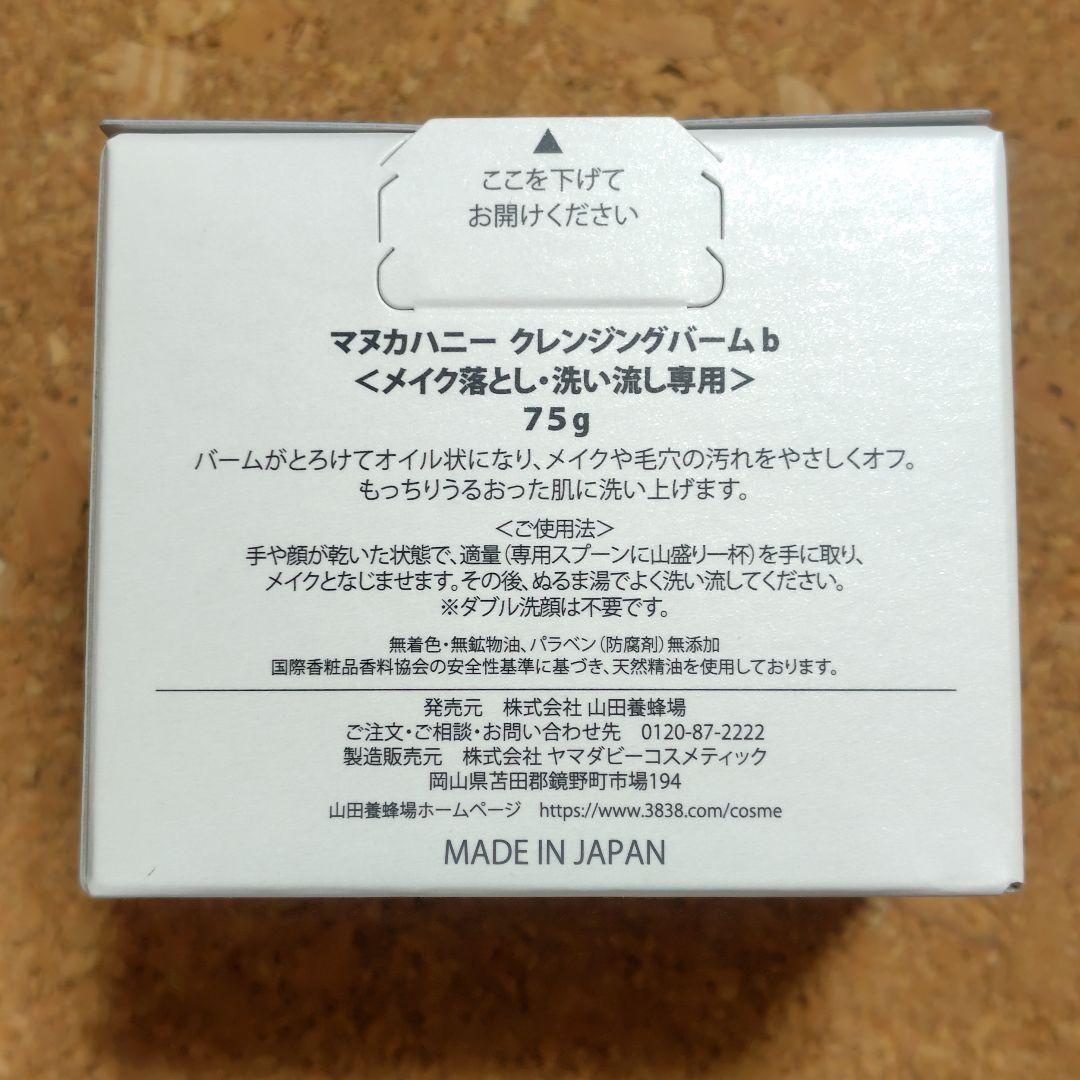 ▲
ここを下げて
お開けください
マヌカハニー クレンジングバームb
＜メイク落とし・洗い流し専用＞
75g
バームがとろけてオイル状になり、メイクや毛穴の汚れをやさしくオフ。
もっちりうるおった肌に洗い上げます。
＜ご使用法＞
手や顔が乾いた状態で、適量（専用スプーンに山盛り一杯）を手に取り、
メイクとなじませます。その後、ぬるま湯でよく洗い流してください。
※ダブル洗顔は不要です。
無着色・無鉱物油、パラベン（防腐剤）無添加
国際香粧品香料協会の安全性基準に基づき、天然精油を使用しております。
発売元　株式会社 山田養蜂場
ご注文・ご相談・お問い合わせ先　0120-87-2222
製造販売元　株式会社 ヤマダビーコスメティック
岡山県苫田郡鏡野町市場194
山田養蜂場ホームページ　https://www.3838.com/cosme
MADE IN JAPAN